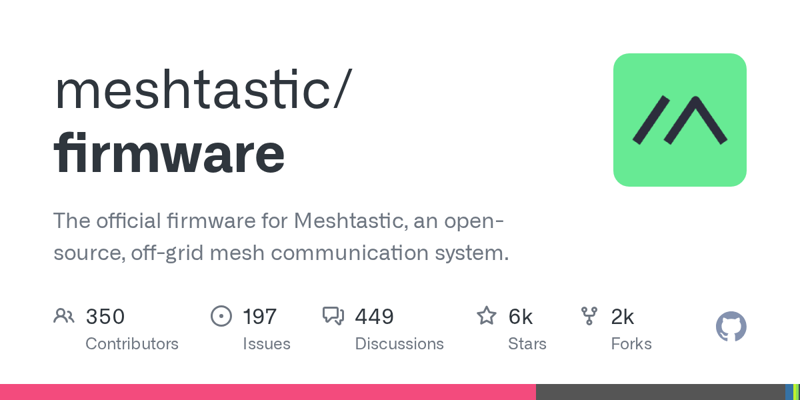 meshtastic/
firmware
The official firmware for Meshtastic, an open-
source, off-grid mesh communication system.
350 197 449 6k 2k
Contributors Issues Discussions Stars Forks